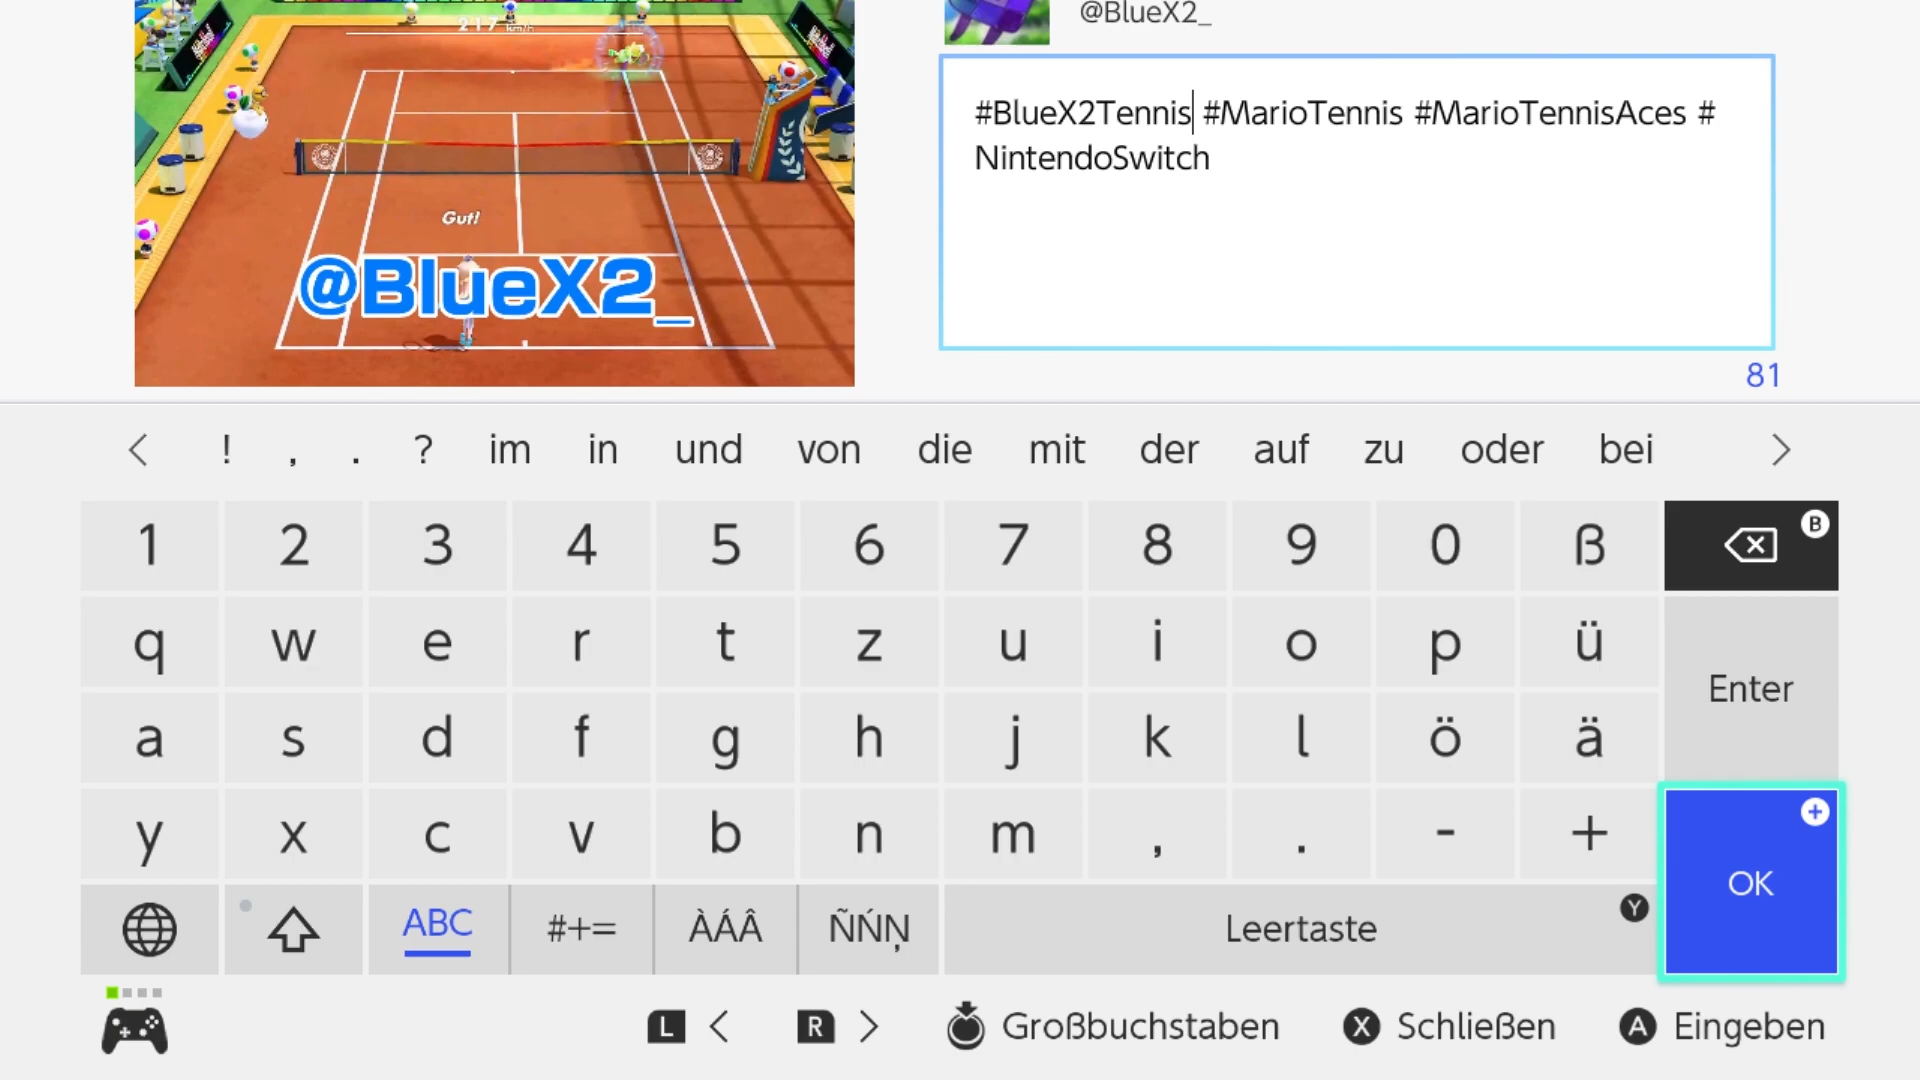 217 km/h
Gut!
@BlueX2_
@BlueX2_
#BlueX2Tennis #MarioTennis #MarioTennisAces #
NintendoSwitch
81
! , . ? im in und von die mit der auf zu oder bei
1 2 3 4 5 6 7 8 9 0 ß B
q w e r t z u i o p ü
Enter
a s d f g h j k l ö ä
y x c v b n m , . - +
OK
ABC #+= ÀÁÂ ÑŃŅ Leertaste Y
L R Großbuchstaben X Schließen A Eingeben